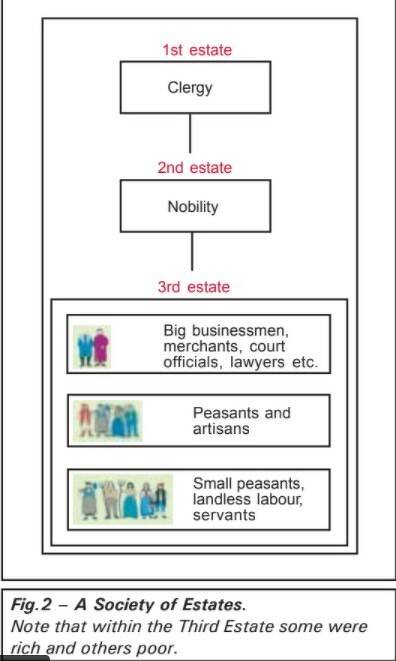 1st estate
Clergy
2nd estate
Nobility
3rd estate
Big businessmen,
merchants, court
officials, lawyers etc.
Peasants and
artisans
Small peasants,
landless labour,
servants
Fig.2 – A Society of Estates.
Note that within the Third Estate some were
rich and others poor.